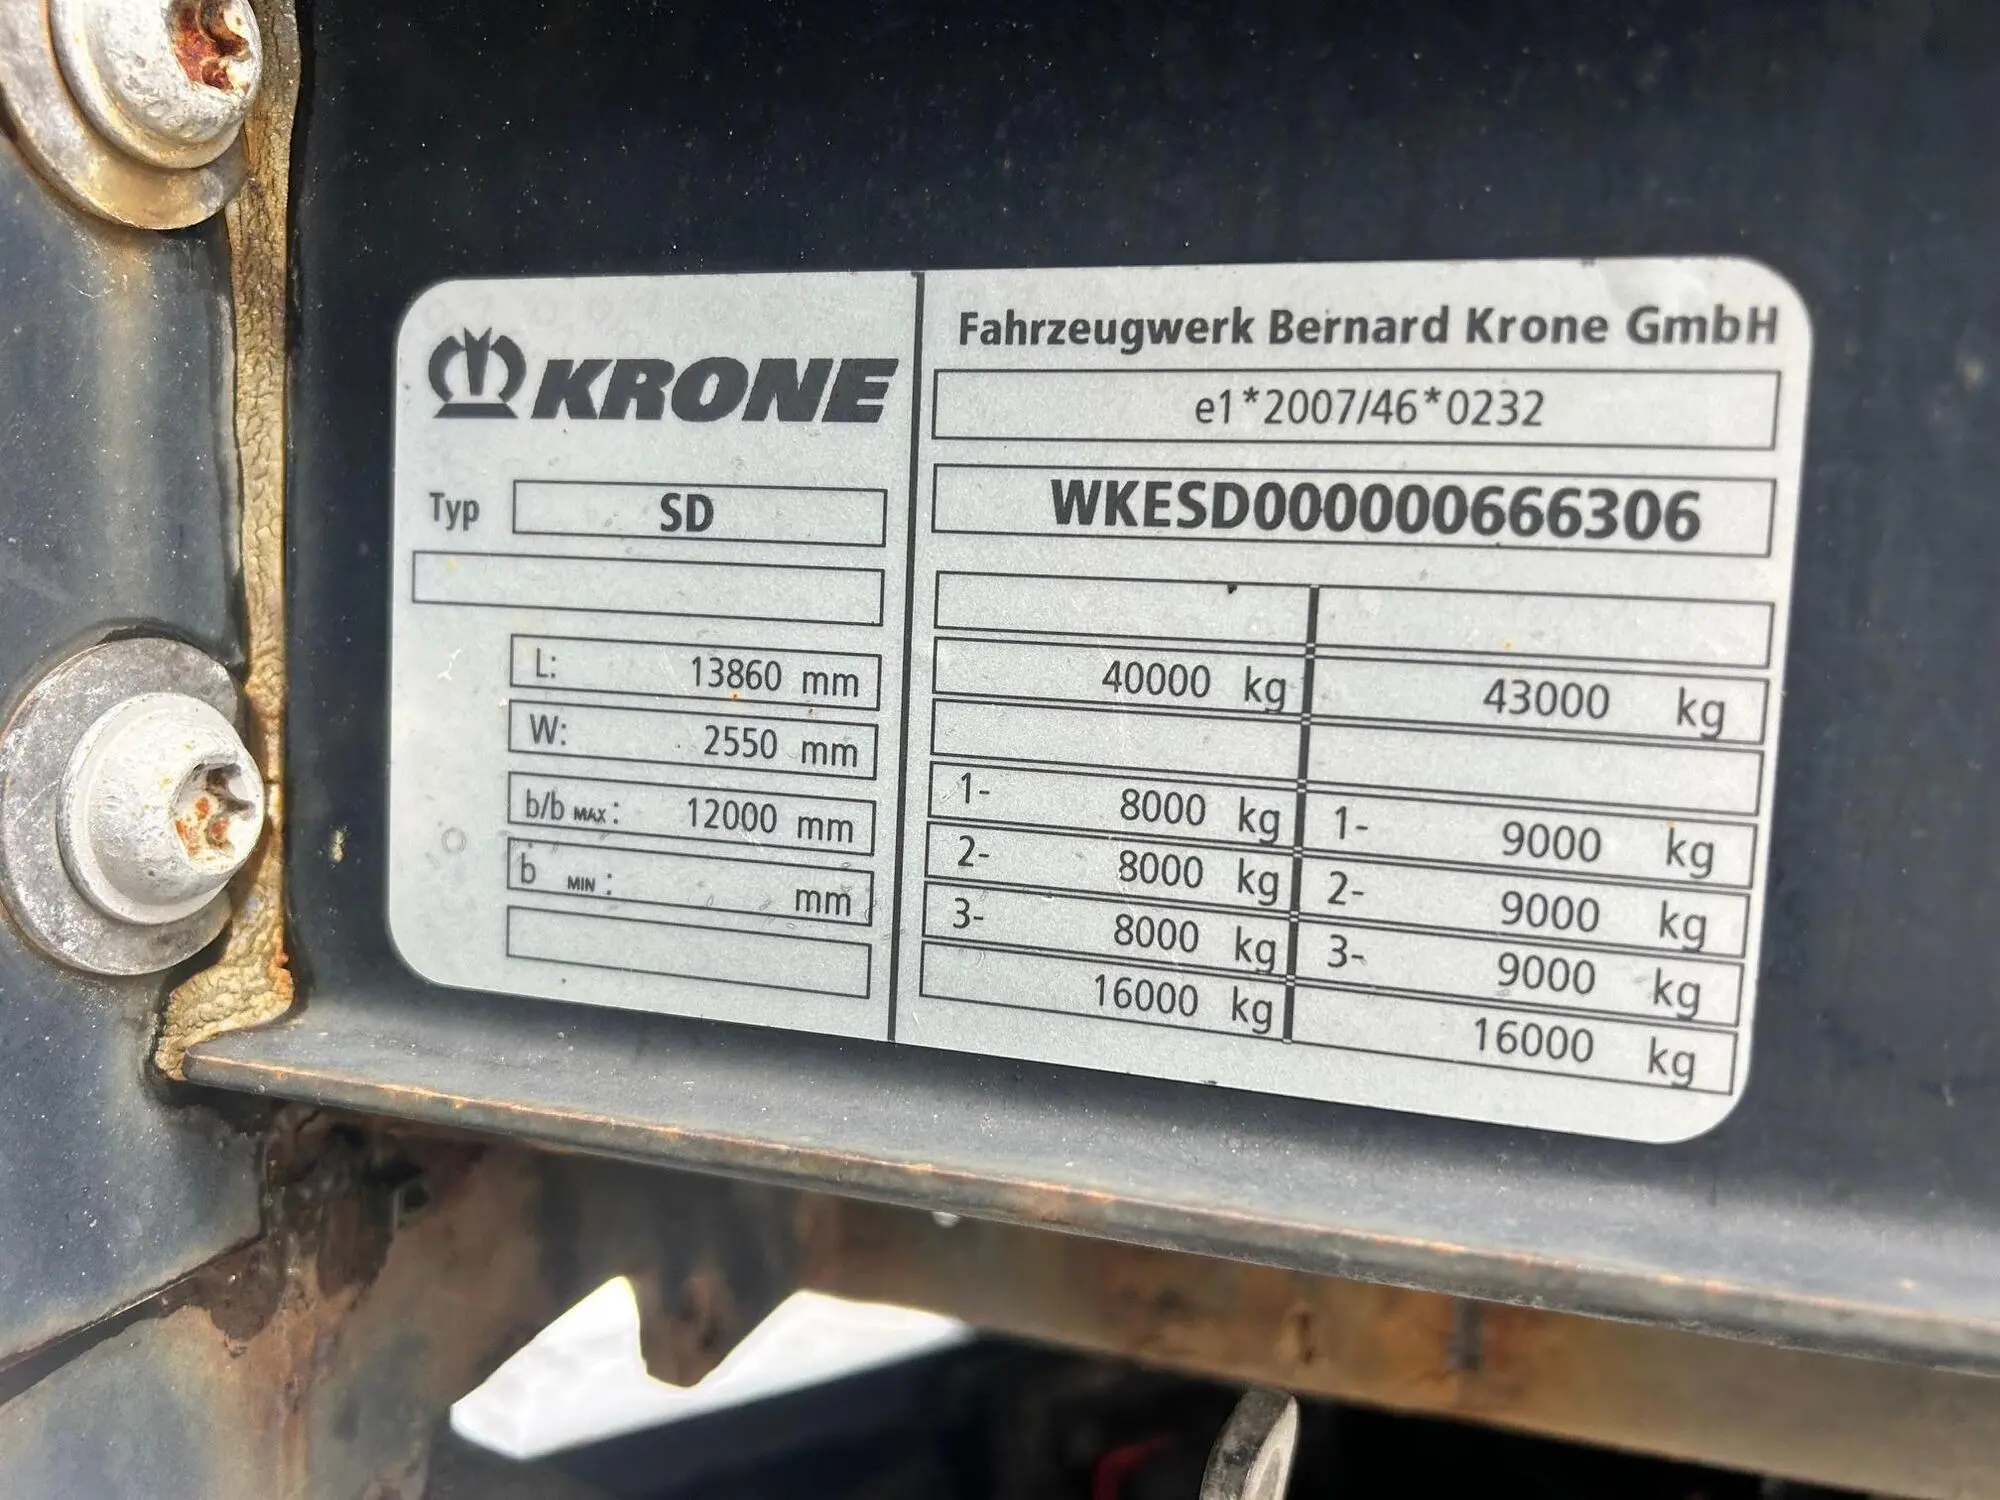 KRONE
Typ SD
L: 13860 mm
W: 2550 mm
b/b MAX: 12000 mm
b MIN: mm
Fahrzeugwerk Bernard Krone GmbH
e1*2007/46*0232
WKESD000000666306
40000 kg 43000 kg
1- 8000 kg 1- 9000 kg
2- 8000 kg 2- 9000 kg
3- 8000 kg 3- 9000 kg
16000 kg 16000 kg